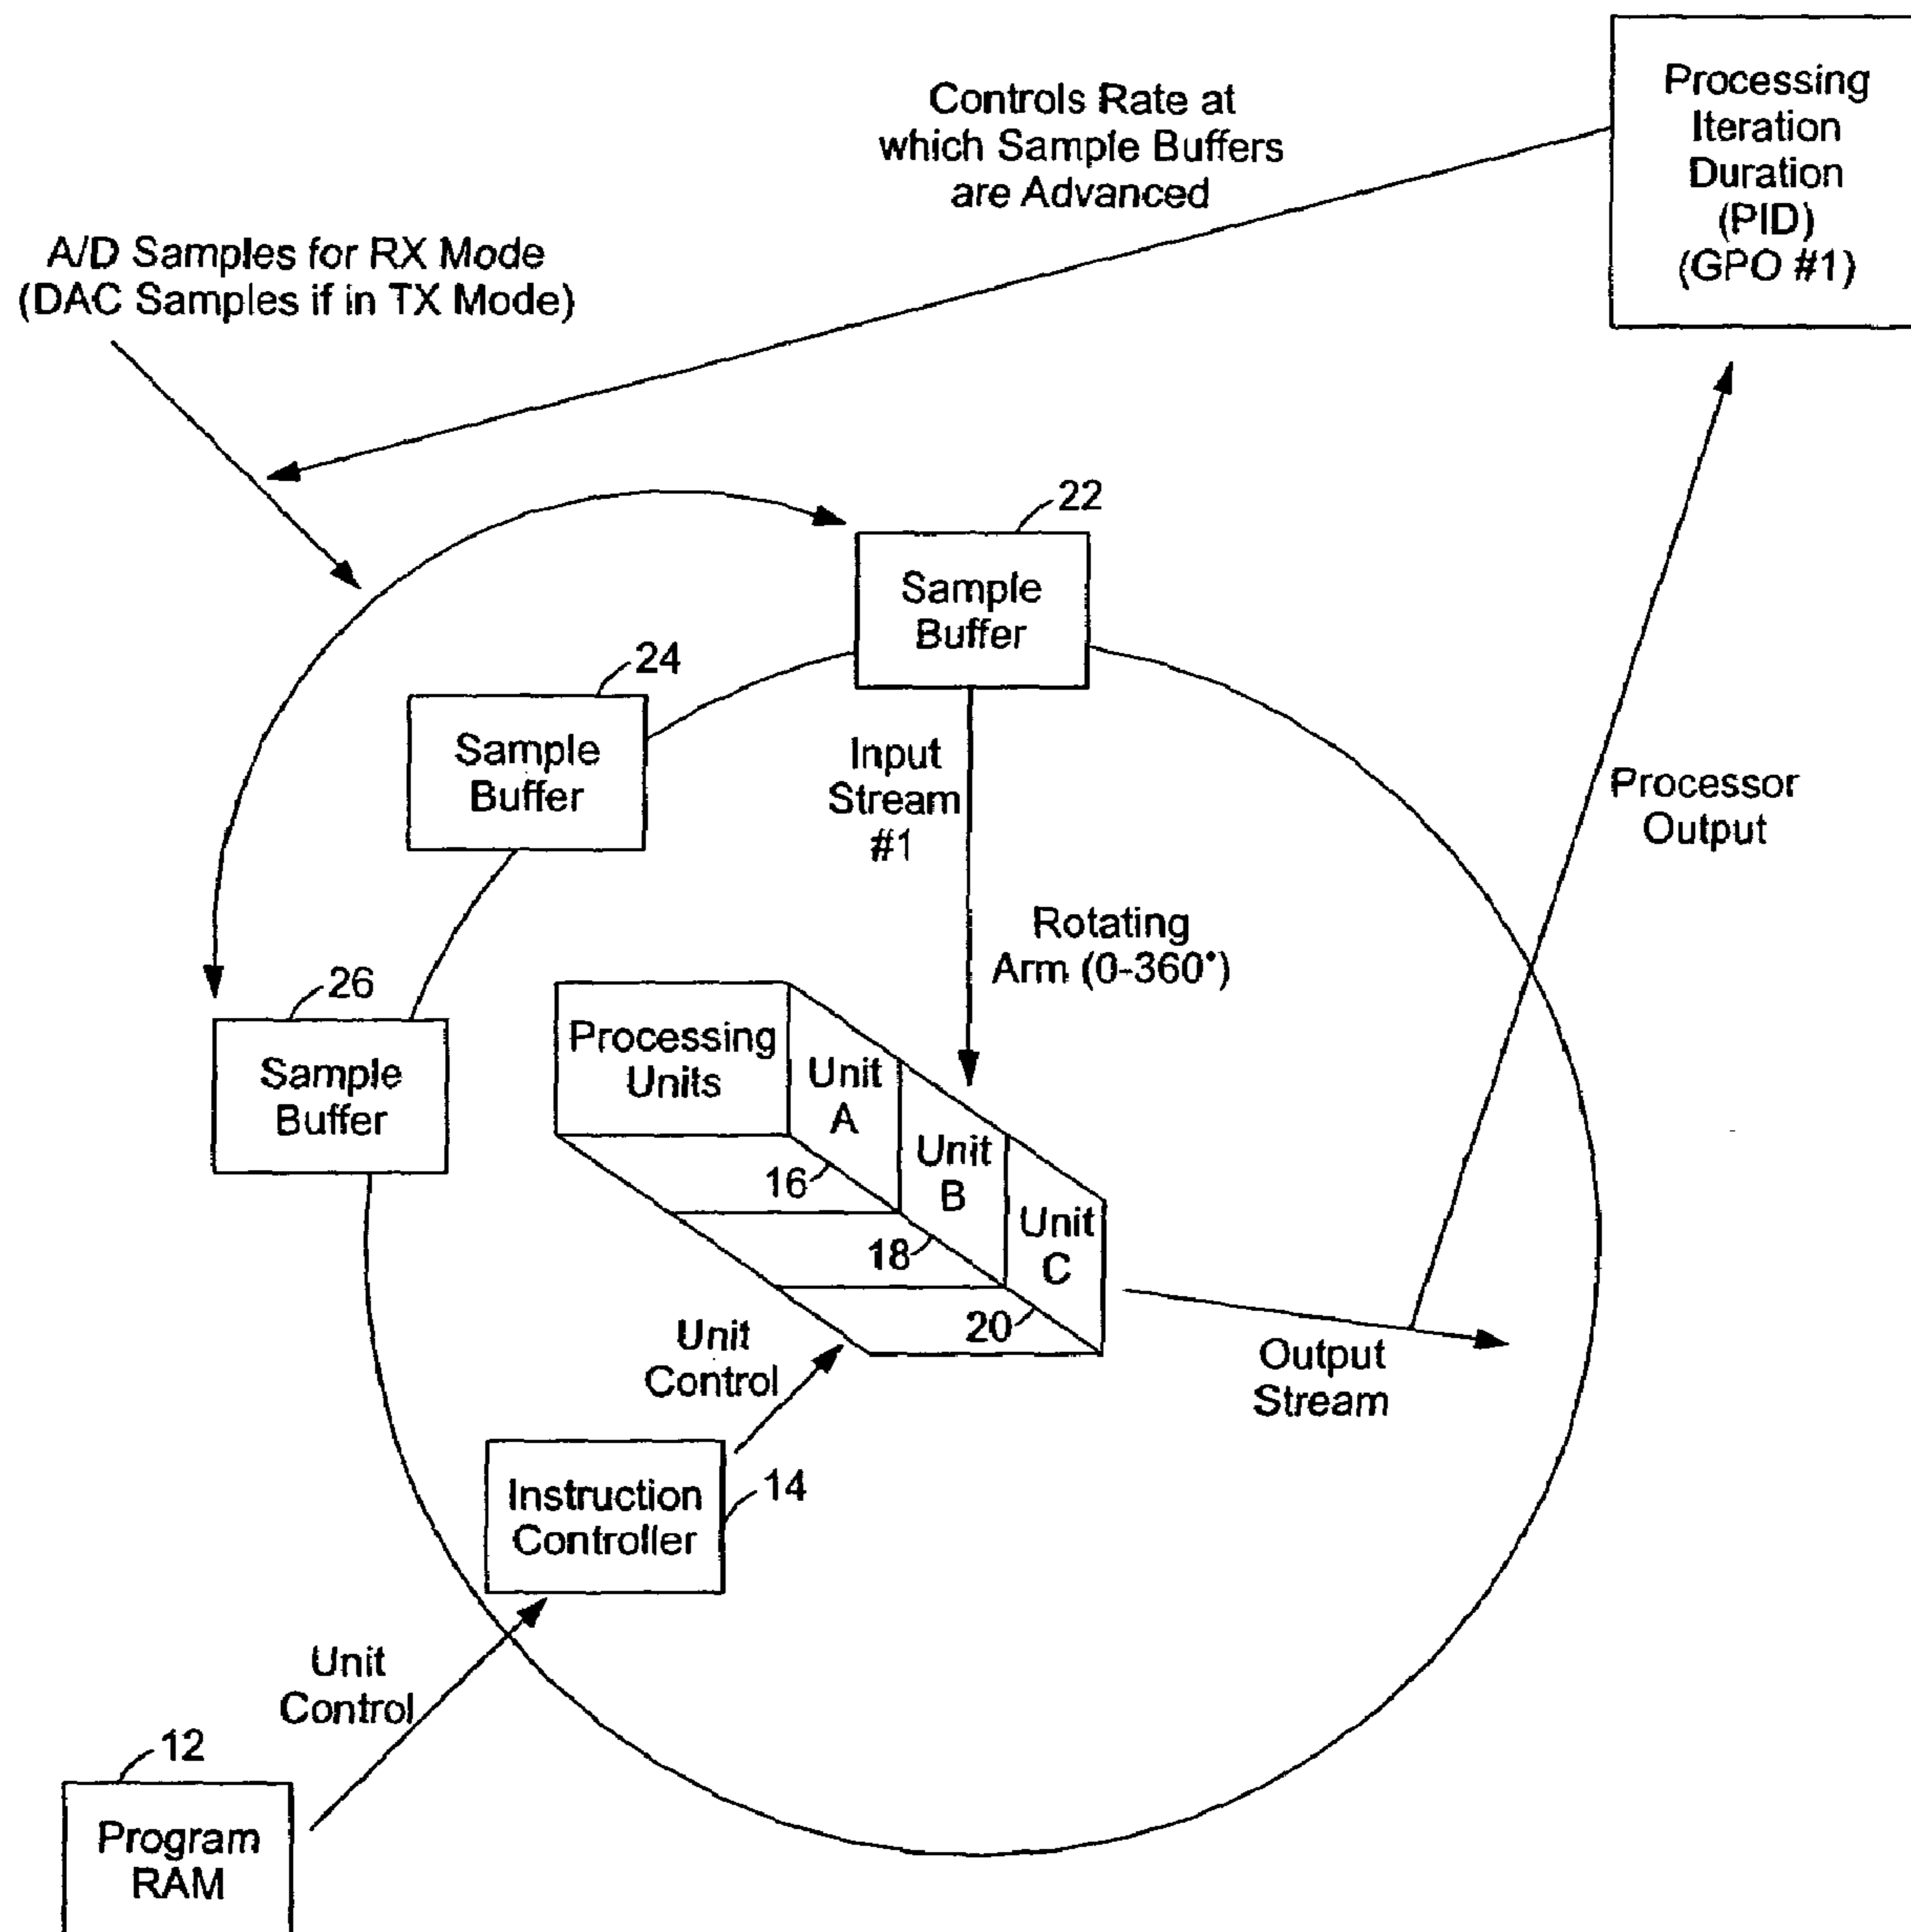 Processing
Iteration
Duration
(PID)
(GPO #1)
Controls Rate at
which Sample Buffers
are Advanced
A/D Samples for RX Mode
(DAC Samples if in TX Mode)
22
Sample
Buffer
24
Sample
Buffer
Input
Stream
#1
Processor
Output
Rotating
Arm (0-360°)
26
Sample
Buffer
Processing
Units
Unit
A
Unit
B
Unit
C
16
18
20
Unit
Control
Output
Stream
Instruction
Controller
14
Unit
Control
12
Program
RAM